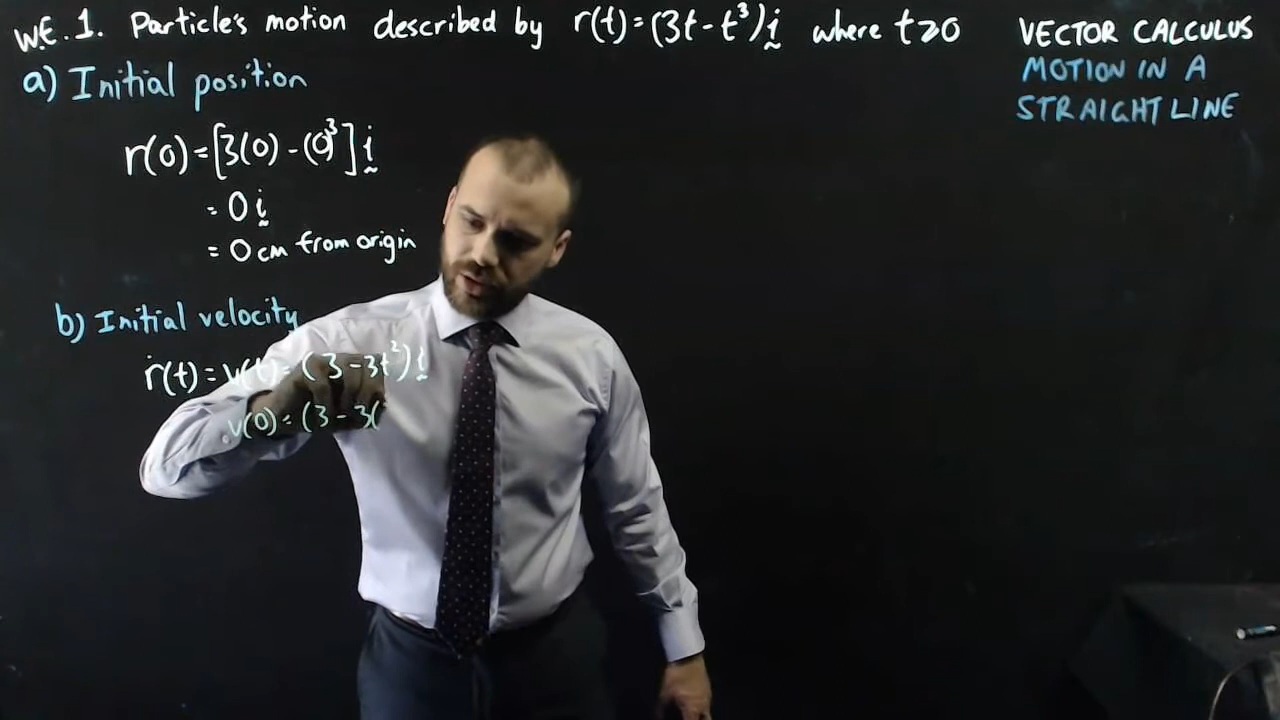 W.E. 1. Particle's motion described by r(t)=(3t-t³)i where t≥0
VECTOR CALCULUS
MOTION IN A
STRAIGHT LINE
a) Initial position
r(0)=[3(0)-(0)³]i
= 0i
= 0 cm from origin
b) Initial velocity
ṙ(t)=v(t)=(3-3t²)i
v(0)=(3-3(